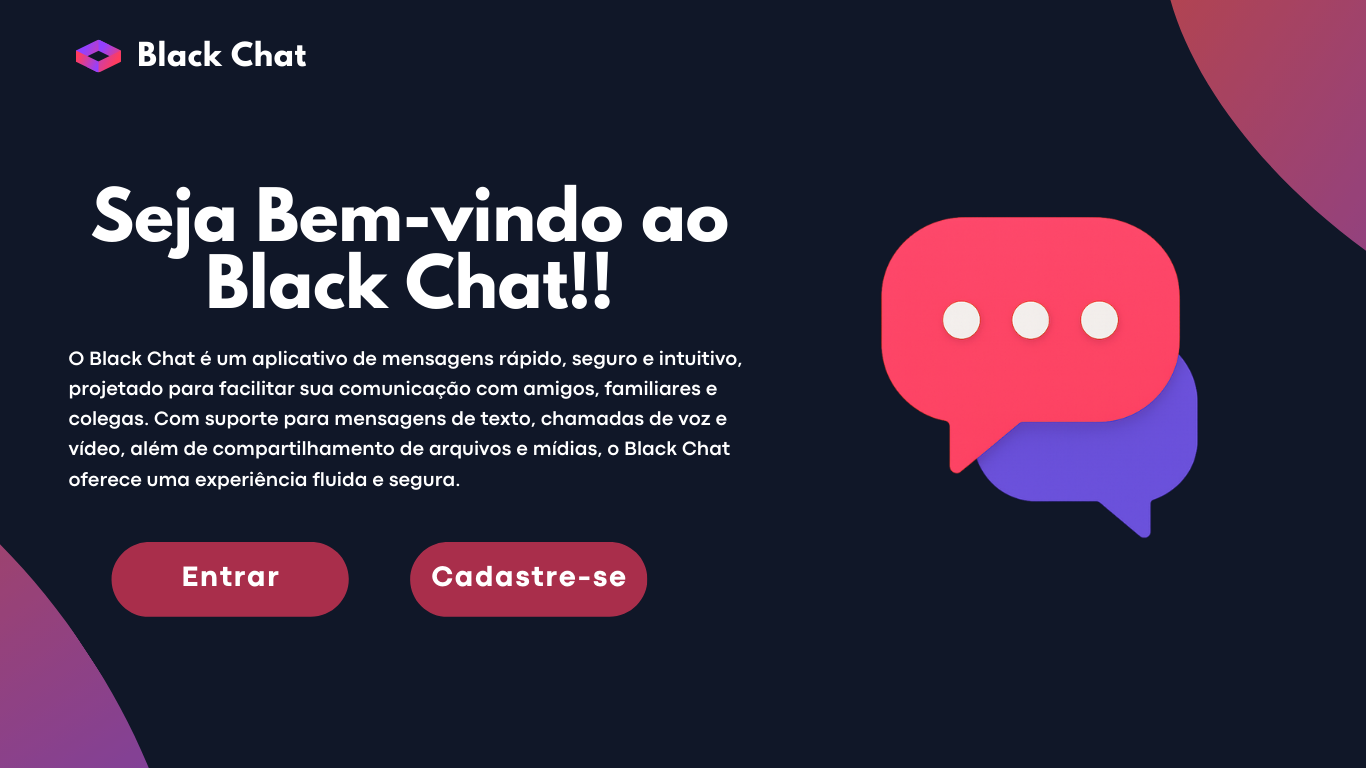 Black Chat
Seja Bem-vindo ao
Black Chat!!
O Black Chat é um aplicativo de mensagens rápido, seguro e intuitivo,
projetado para facilitar sua comunicação com amigos, familiares e
colegas. Com suporte para mensagens de texto, chamadas de voz e
vídeo, além de compartilhamento de arquivos e mídias, o Black Chat
oferece uma experiência fluida e segura.
Entrar
Cadastre-se